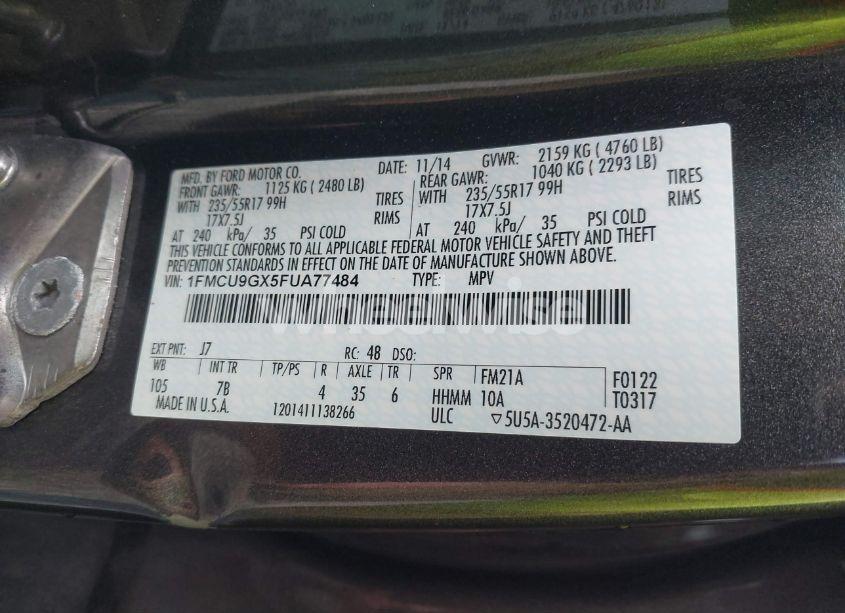 MFD. BY FORD MOTOR CO. DATE: 11/14 GVWR: 2159 KG ( 4760 LB)
FRONT GAWR: 1125 KG ( 2480 LB) REAR GAWR: 1040 KG ( 2293 LB)
WITH 235/55R17 99H TIRES WITH 235/55R17 99H TIRES
17X7.5J RIMS 17X7.5J RIMS
AT 240 kPa/ 35 PSI COLD AT 240 kPa/ 35 PSI COLD
THIS VEHICLE CONFORMS TO ALL APPLICABLE FEDERAL MOTOR VEHICLE SAFETY AND THEFT
PREVENTION STANDARDS IN EFFECT ON THE DATE OF MANUFACTURE SHOWN ABOVE.
VIN: 1FMCU9GX5FUA77484 TYPE: MPV
wheelwise
EXT PNT: J7 RC: 48 DSO:
WB INT TR TP/PS R AXLE TR SPR FM21A F0122
105 7B 4 35 6 HHMM 10A T0317
MADE IN U.S.A. 1201411138266 ULC ▽5U5A-3520472-AA